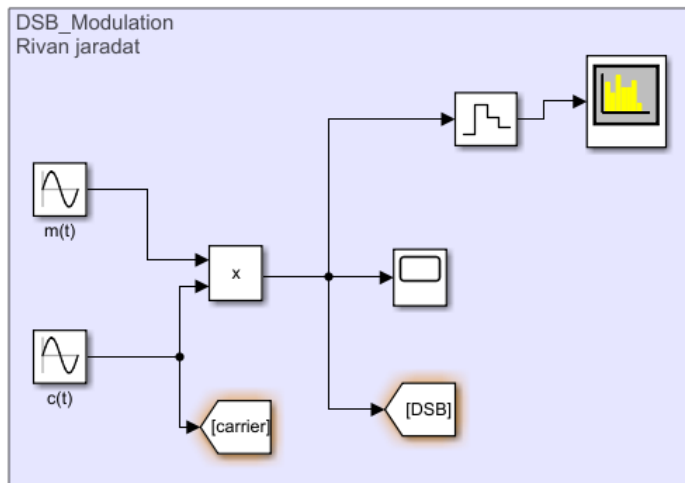 DSB_Modulation
Rivan jaradat
m(t)
x
c(t)
[carrier]
[DSB]